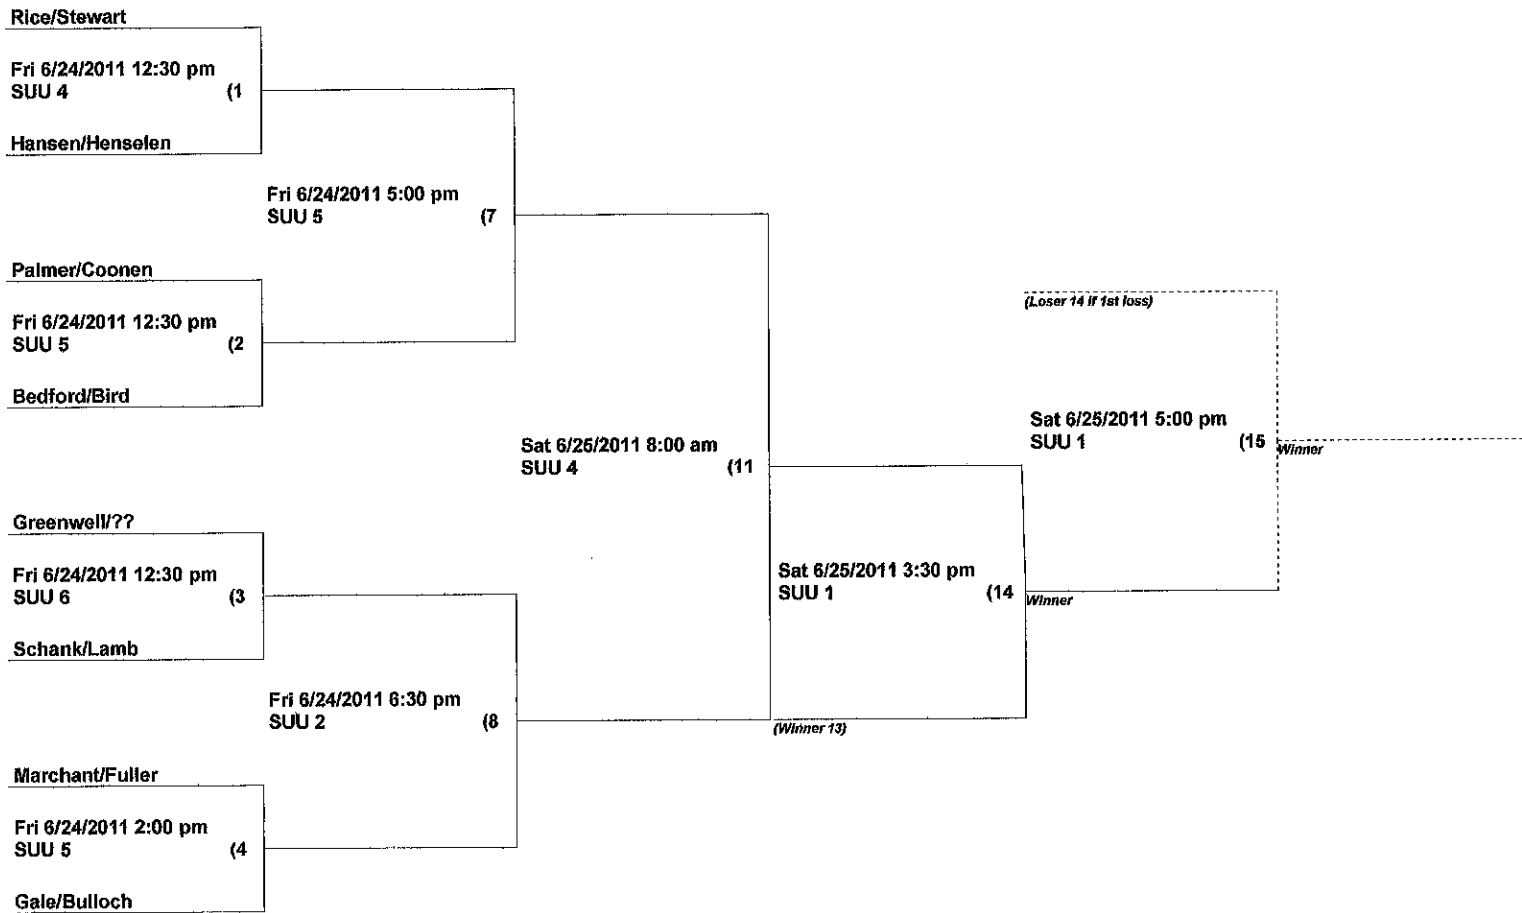 Rice/Stewart
Fri 6/24/2011 12:30 pm
SUU 4 (1
Hansen/Henselen
Fri 6/24/2011 5:00 pm
SUU 5 (7
Palmer/Coonen
Fri 6/24/2011 12:30 pm
SUU 5 (2
Bedford/Bird
(Loser 14 if 1st loss)
Sat 6/25/2011 5:00 pm
SUU 1 (15
Winner
Sat 6/25/2011 8:00 am
SUU 4 (11
Greenwell/??
Fri 6/24/2011 12:30 pm
SUU 6 (3
Schank/Lamb
Sat 6/25/2011 3:30 pm
SUU 1 (14
Winner
Fri 6/24/2011 6:30 pm
SUU 2 (8
(Winner 13)
Marchant/Fuller
Fri 6/24/2011 2:00 pm
SUU 5 (4
Gale/Bulloch